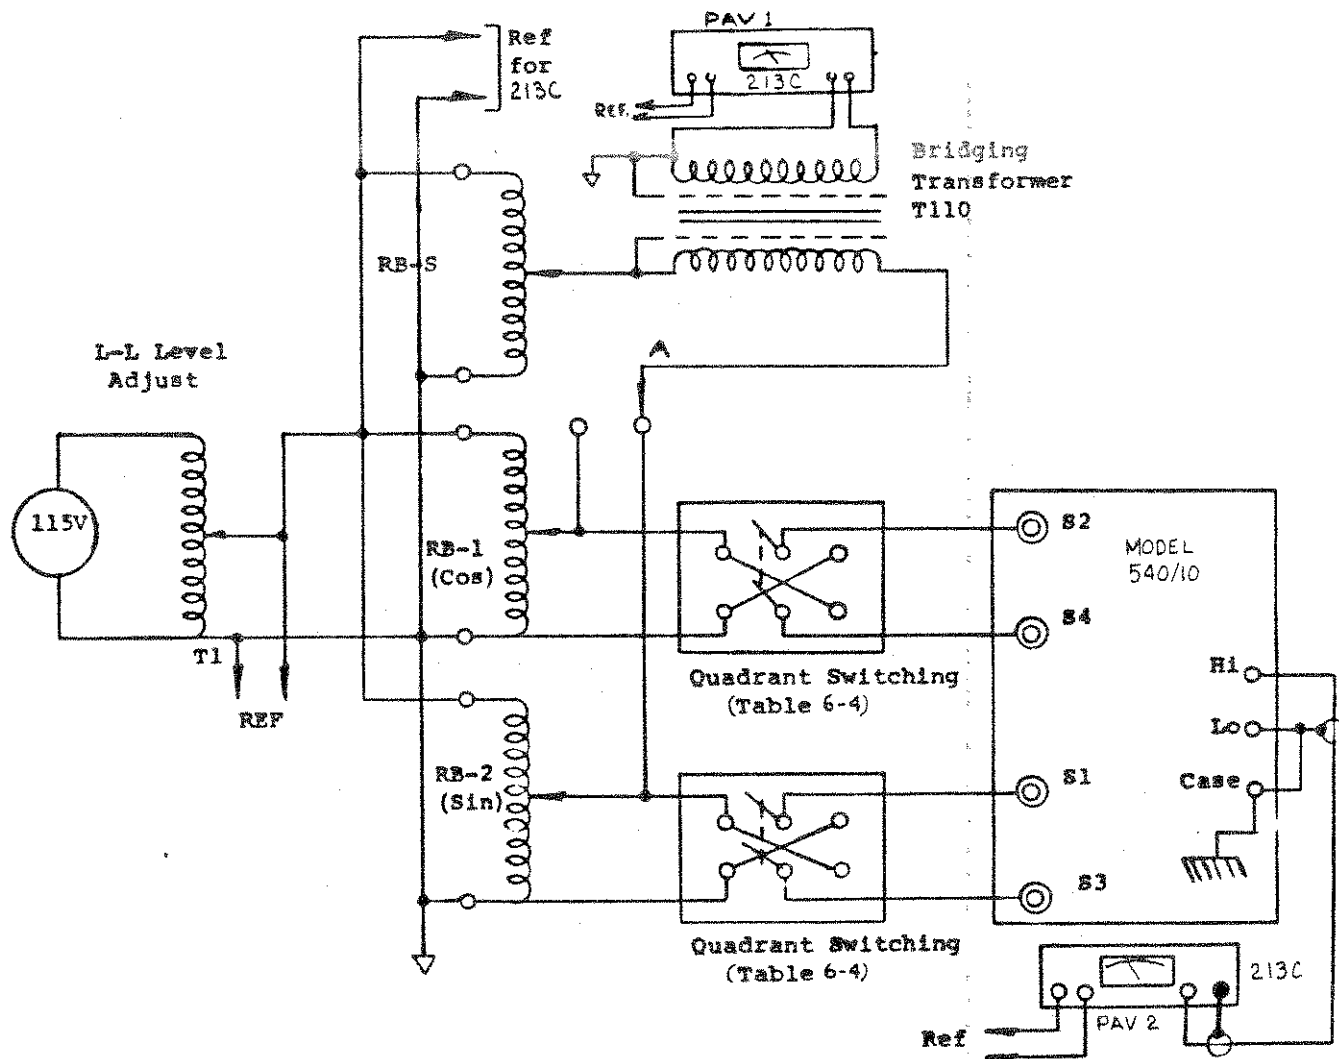 PAV 1
Ref
for
213C
213C
REF.
Bridging
Transformer
T110
RB-S
A
L-L Level
Adjust
115V
T1
REF
RB-1
(Cos)
RB-2
(Sin)
Quadrant Switching
(Table 6-4)
Quadrant Switching
(Table 6-4)
S2
MODEL
540/10
S4
Hi
Lo
Case
S1
S3
213C
PAV 2
Ref